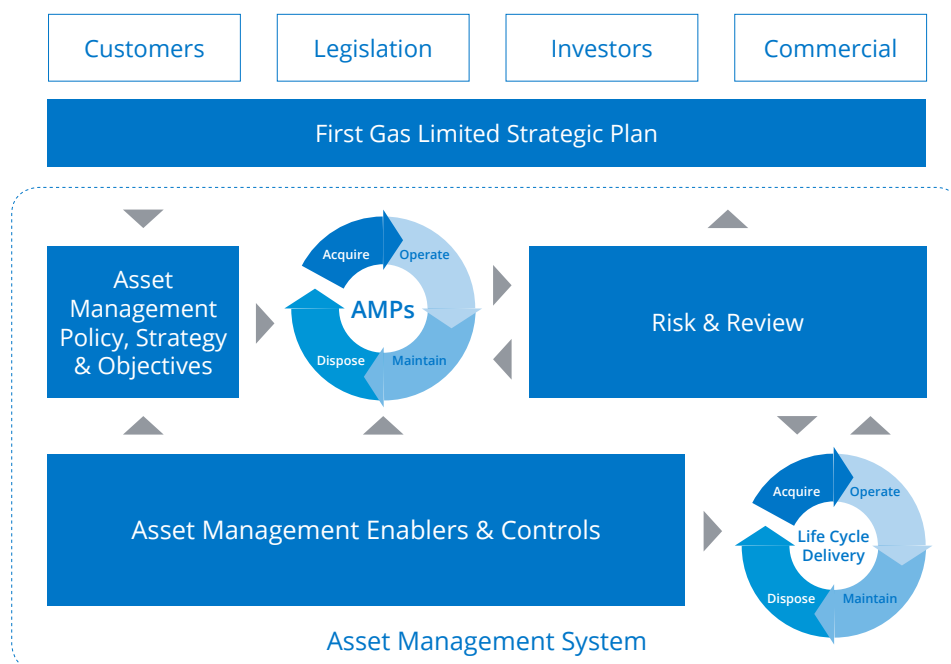 Customers
Legislation
Investors
Commercial
First Gas Limited Strategic Plan
Asset
Management
Policy, Strategy
& Objectives
Acquire
Operate
AMPs
Dispose
Maintain
Risk & Review
Asset Management Enablers & Controls
Acquire
Operate
Life Cycle
Delivery
Dispose
Maintain
Asset Management System